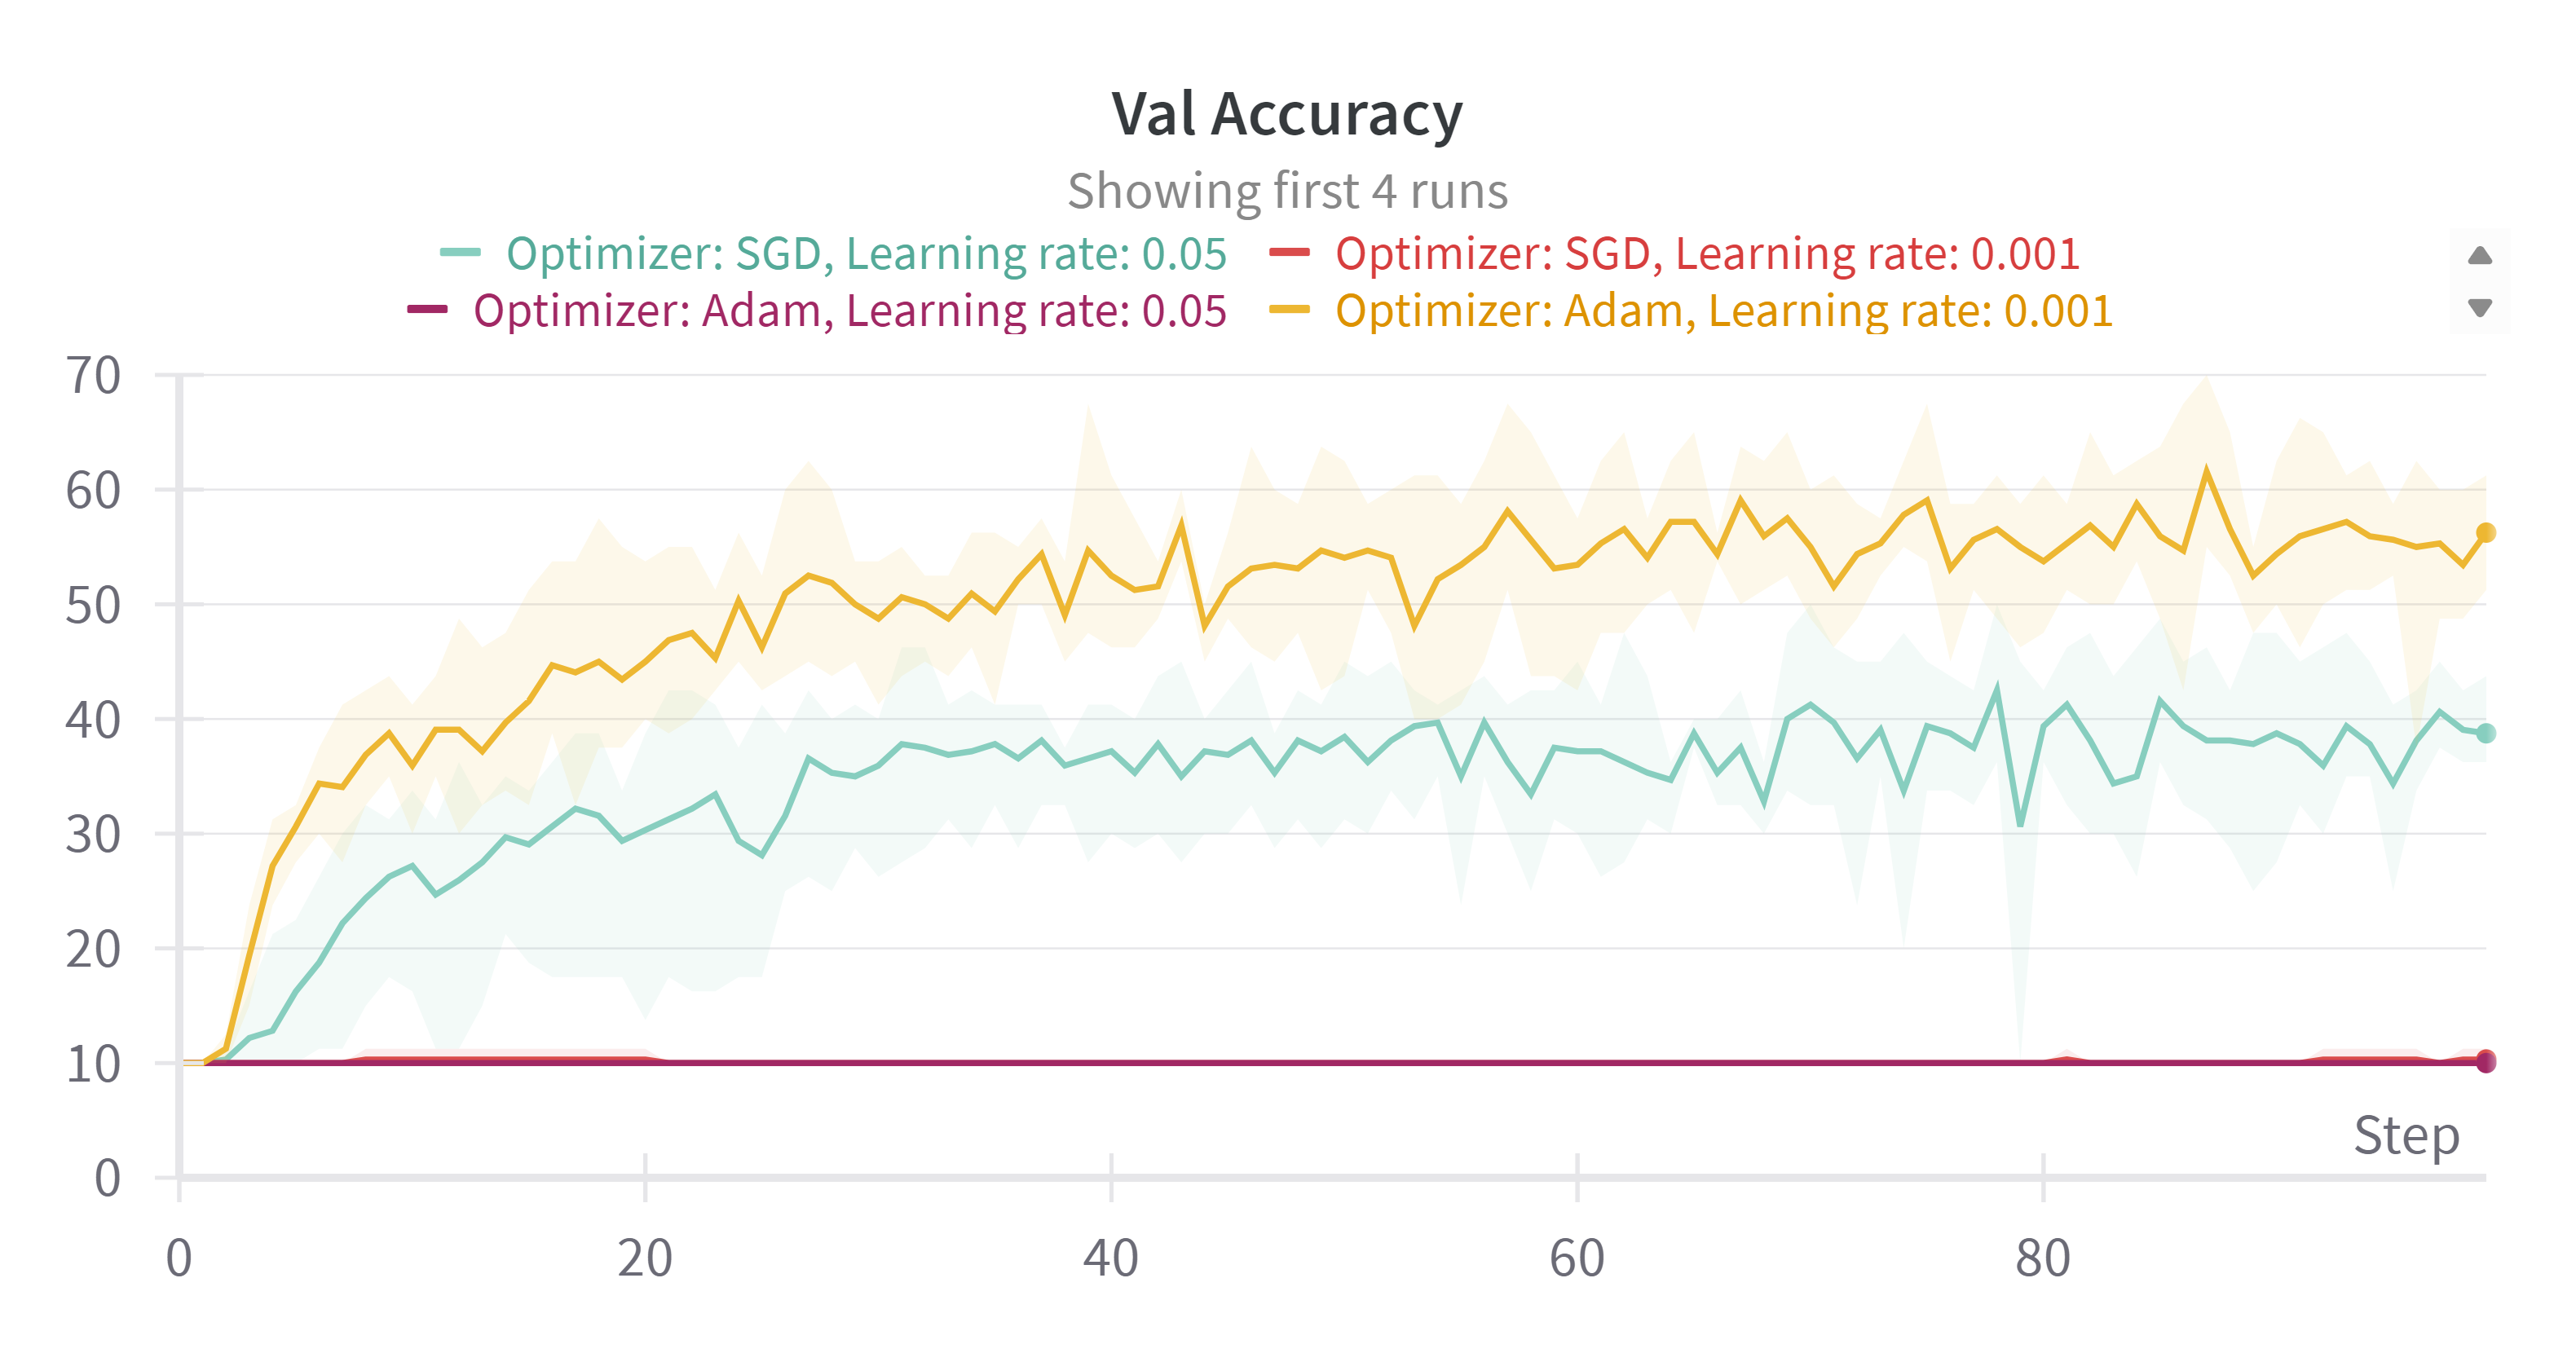 Val Accuracy
Showing first 4 runs
Optimizer: SGD, Learning rate: 0.05 Optimizer: SGD, Learning rate: 0.001
Optimizer: Adam, Learning rate: 0.05 Optimizer: Adam, Learning rate: 0.001
70
60
50
40
30
20
10
0
Step
0 20 40 60 80